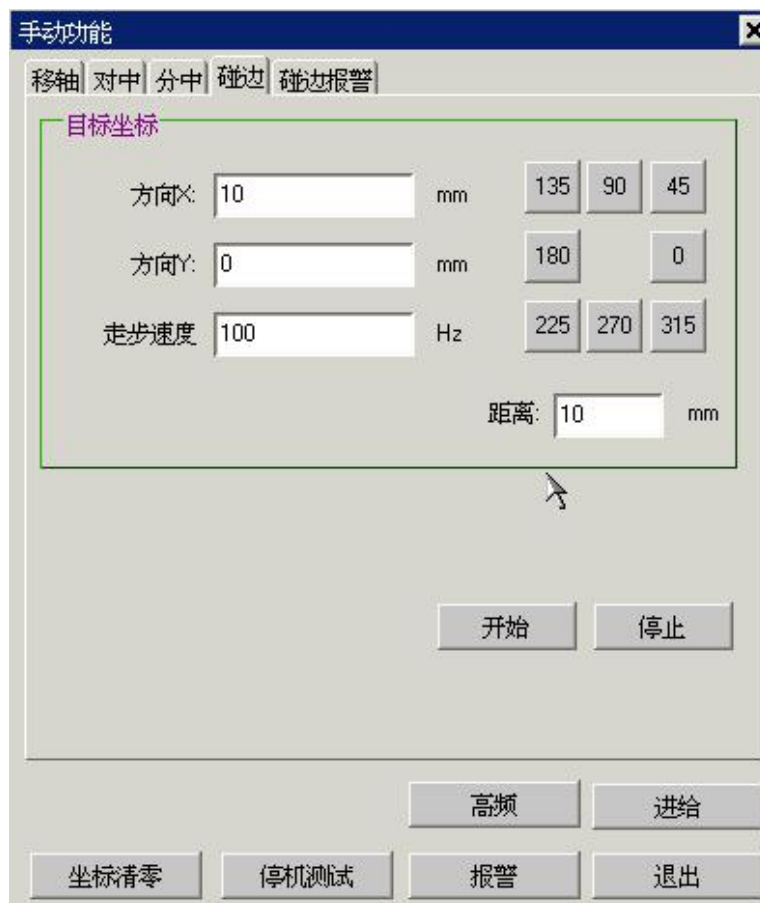 手动功能
移轴 对中 分中 碰边 碰边报警
目标坐标
方向X: 10 mm 135 90 45
方向Y: 0 mm 180 0
走步速度 100 Hz 225 270 315
距离: 10 mm
开始 停止
高频 进给
坐标清零 停机测试 报警 退出